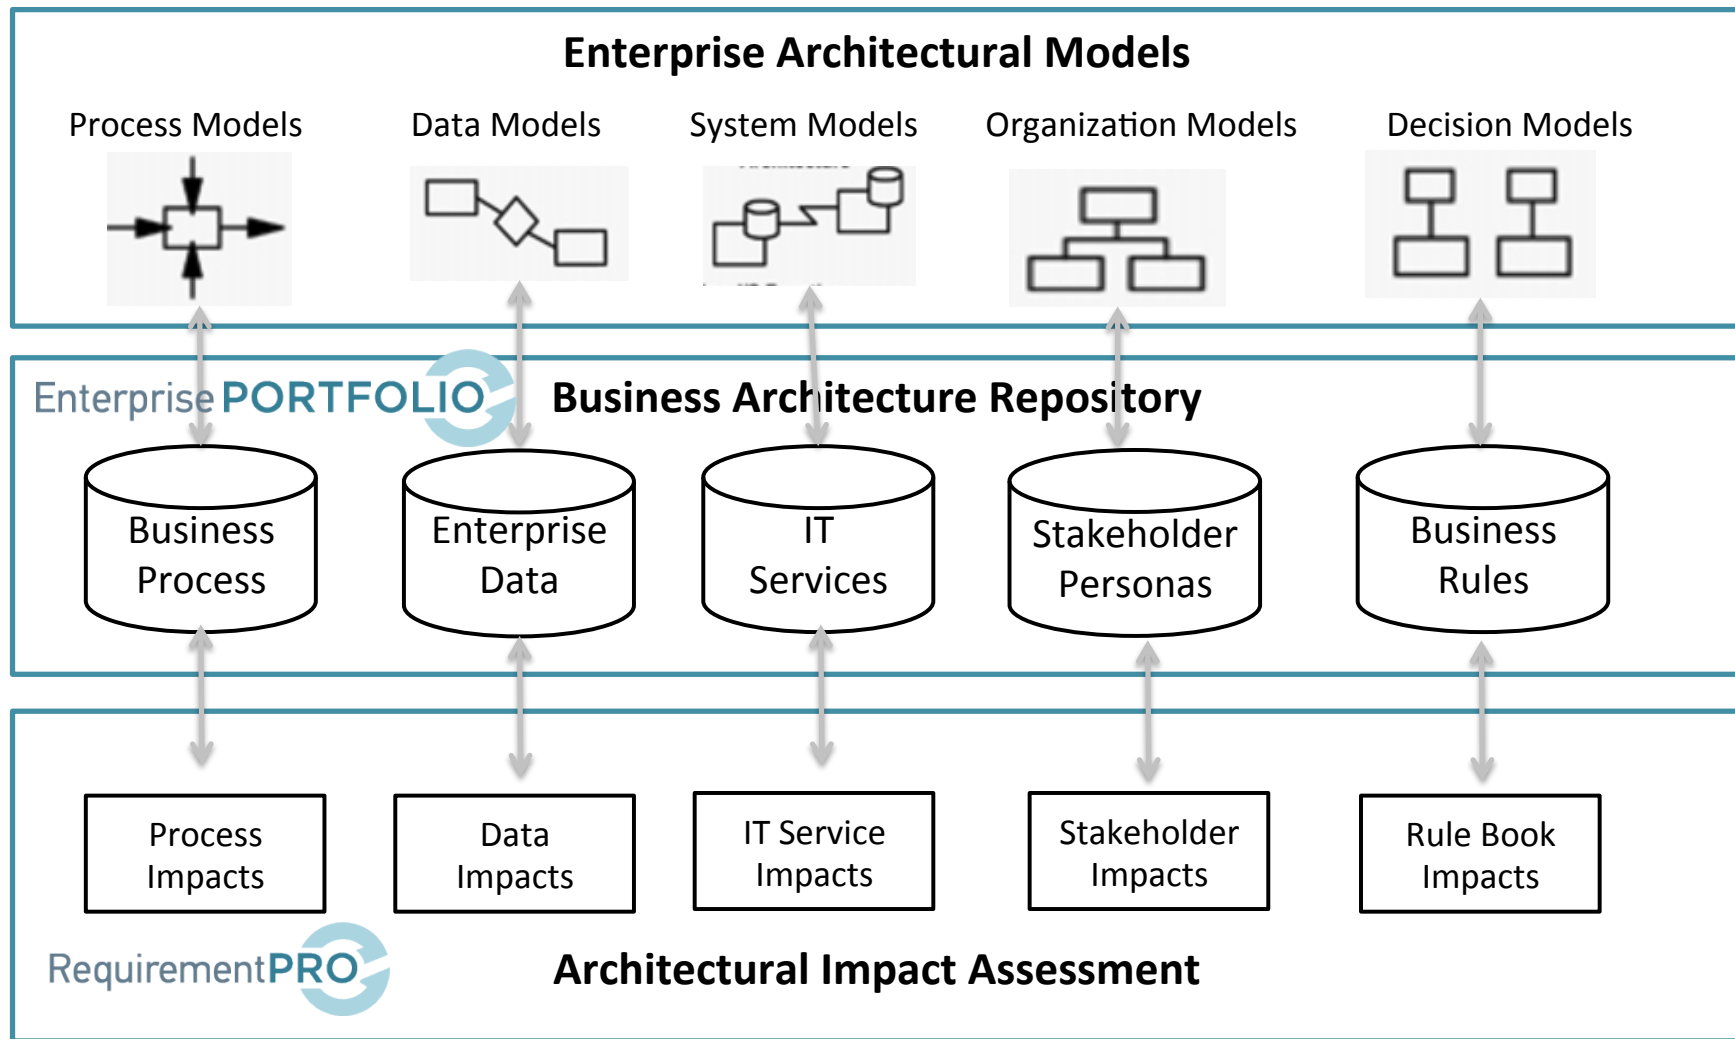 Enterprise Architectural Models
Process Models
Data Models
System Models
Organization Models
Decision Models
Enterprise PORTFOLIO
Business Architecture Repository
Business
Process
Enterprise
Data
IT
Services
Stakeholder
Personas
Business
Rules
Process
Impacts
Data
Impacts
IT Service
Impacts
Stakeholder
Impacts
Rule Book
Impacts
RequirementPRO
Architectural Impact Assessment